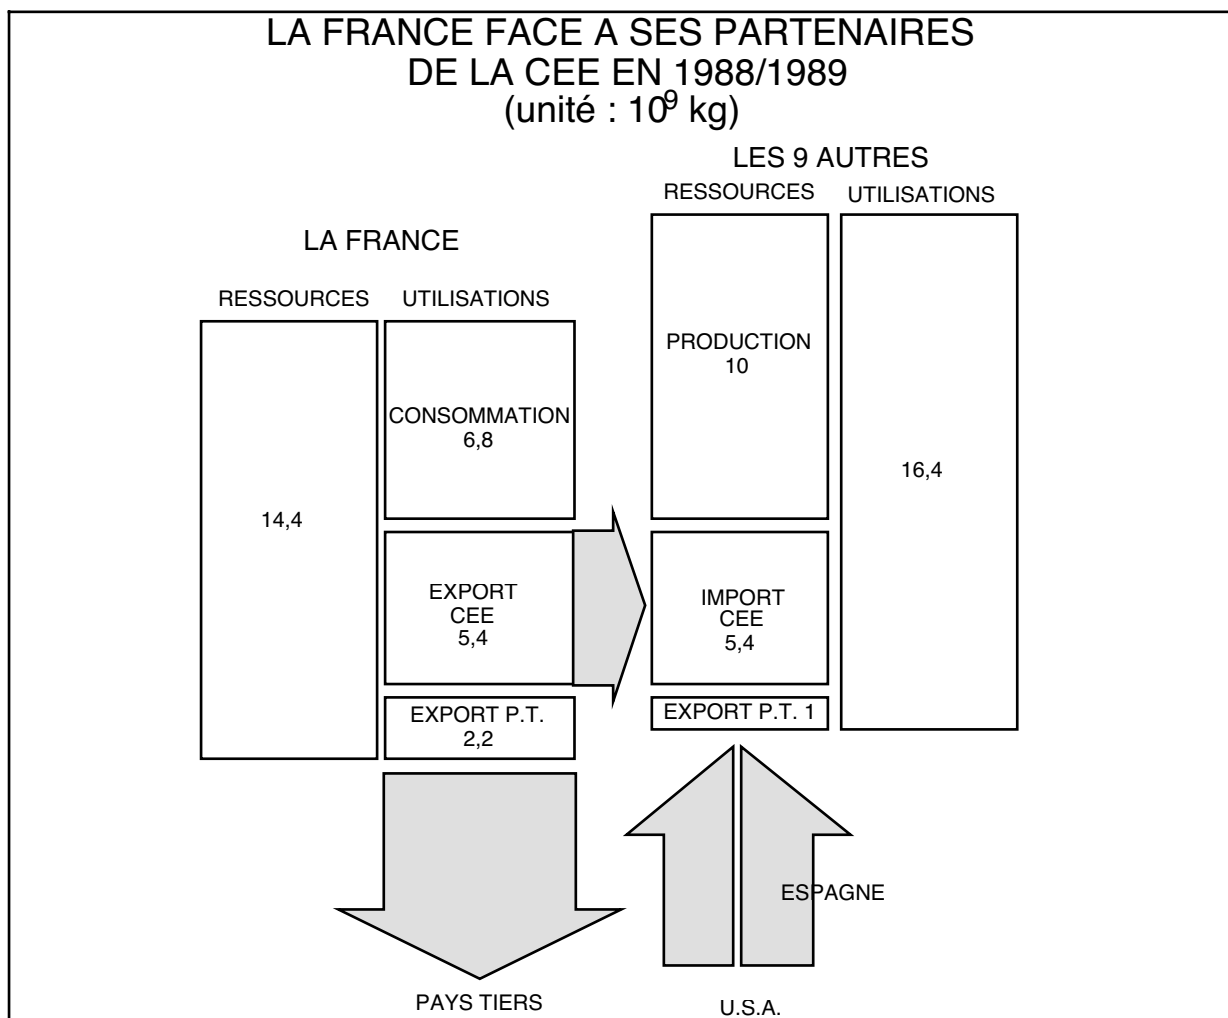 LA FRANCE FACE A SES PARTENAIRES
DE LA CEE EN 1988/1989
(unité : 10⁹ kg)
LES 9 AUTRES
RESSOURCES
UTILISATIONS
LA FRANCE
RESSOURCES
UTILISATIONS
PRODUCTION
10
CONSOMMATION
6,8
16,4
14,4
EXPORT
CEE
5,4
IMPORT
CEE
5,4
EXPORT P.T.
2,2
EXPORT P.T. 1
ESPAGNE
PAYS TIERS
U.S.A.